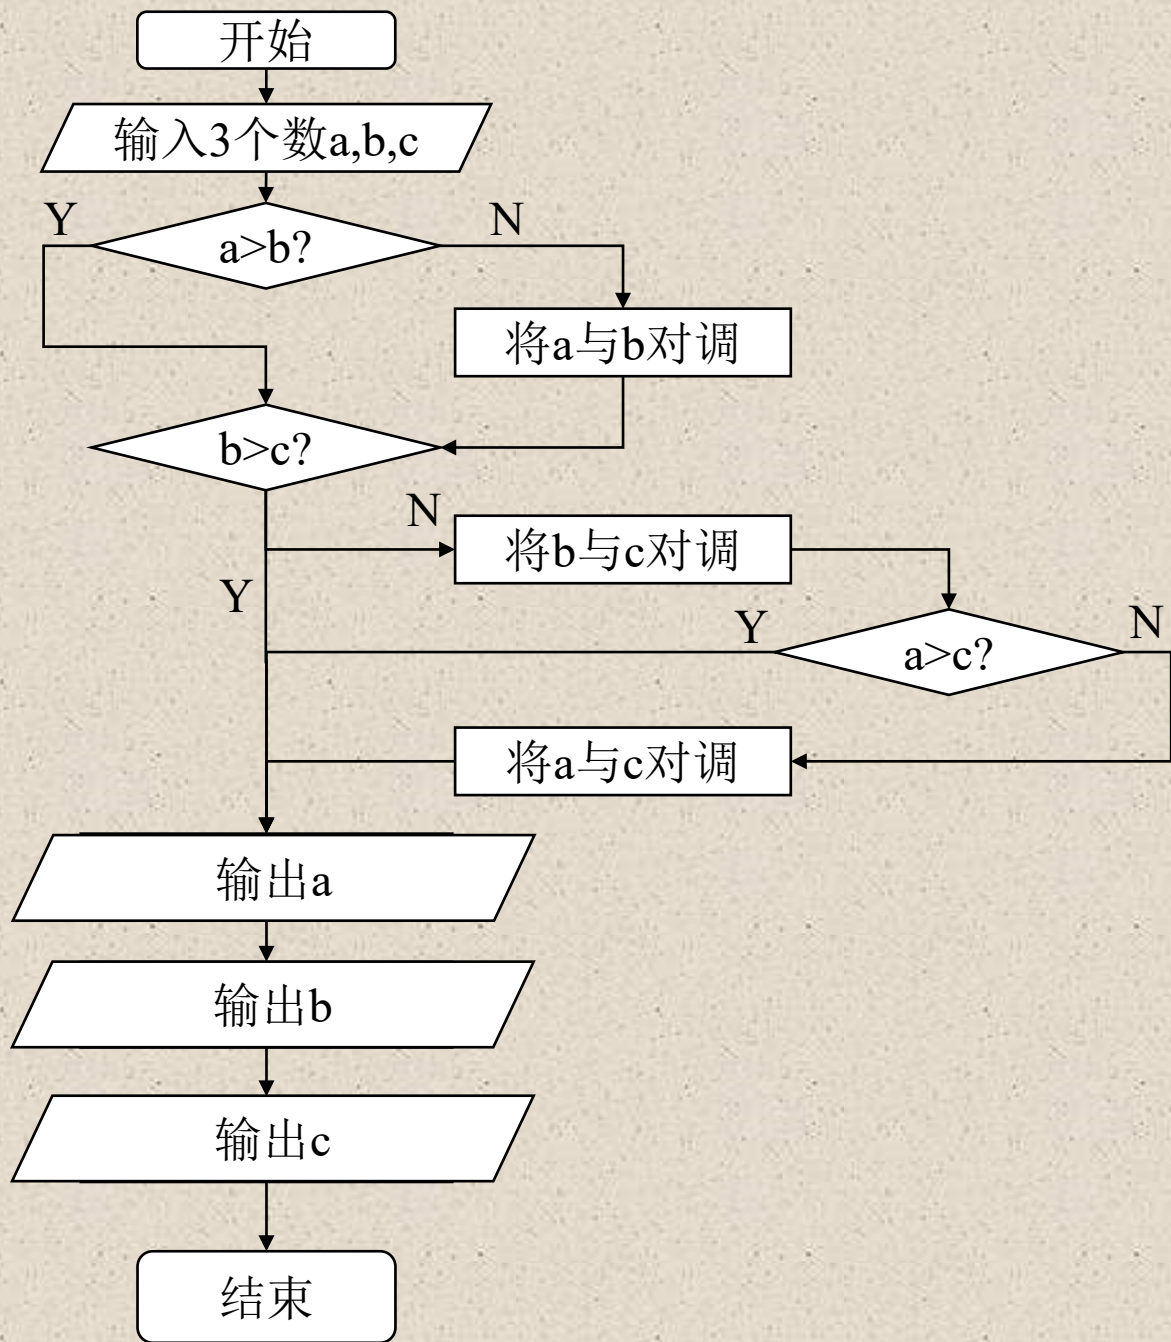 开始
输入3个数a,b,c
Y
N
a>b?
将a与b对调
b>c?
N
将b与c对调
Y
Y
N
a>c?
将a与c对调
输出a
输出b
输出c
结束